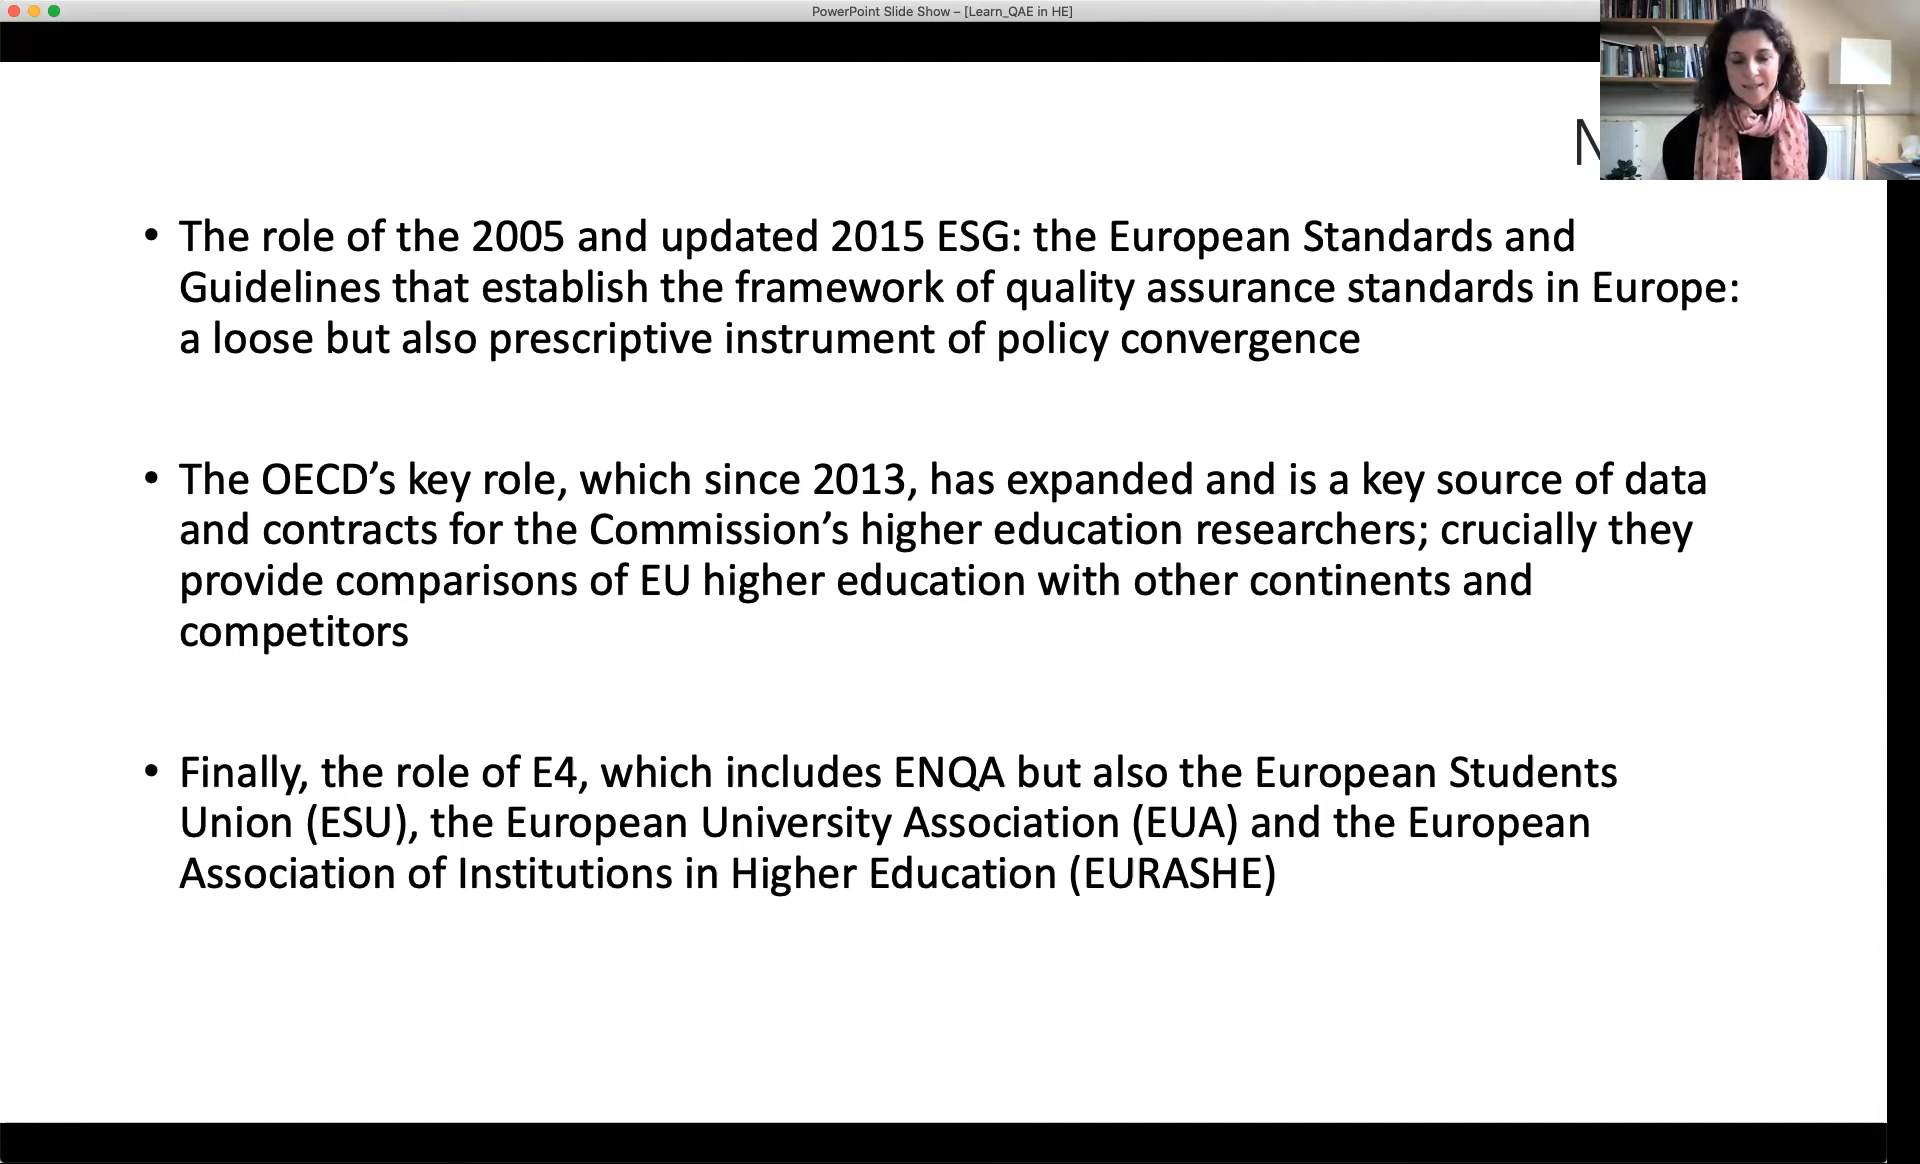 PowerPoint Slide Show – [Learn_QAE in HE]
• The role of the 2005 and updated 2015 ESG: the European Standards and
Guidelines that establish the framework of quality assurance standards in Europe:
a loose but also prescriptive instrument of policy convergence
• The OECD’s key role, which since 2013, has expanded and is a key source of data
and contracts for the Commission’s higher education researchers; crucially they
provide comparisons of EU higher education with other continents and
competitors
• Finally, the role of E4, which includes ENQA but also the European Students
Union (ESU), the European University Association (EUA) and the European
Association of Institutions in Higher Education (EURASHE)